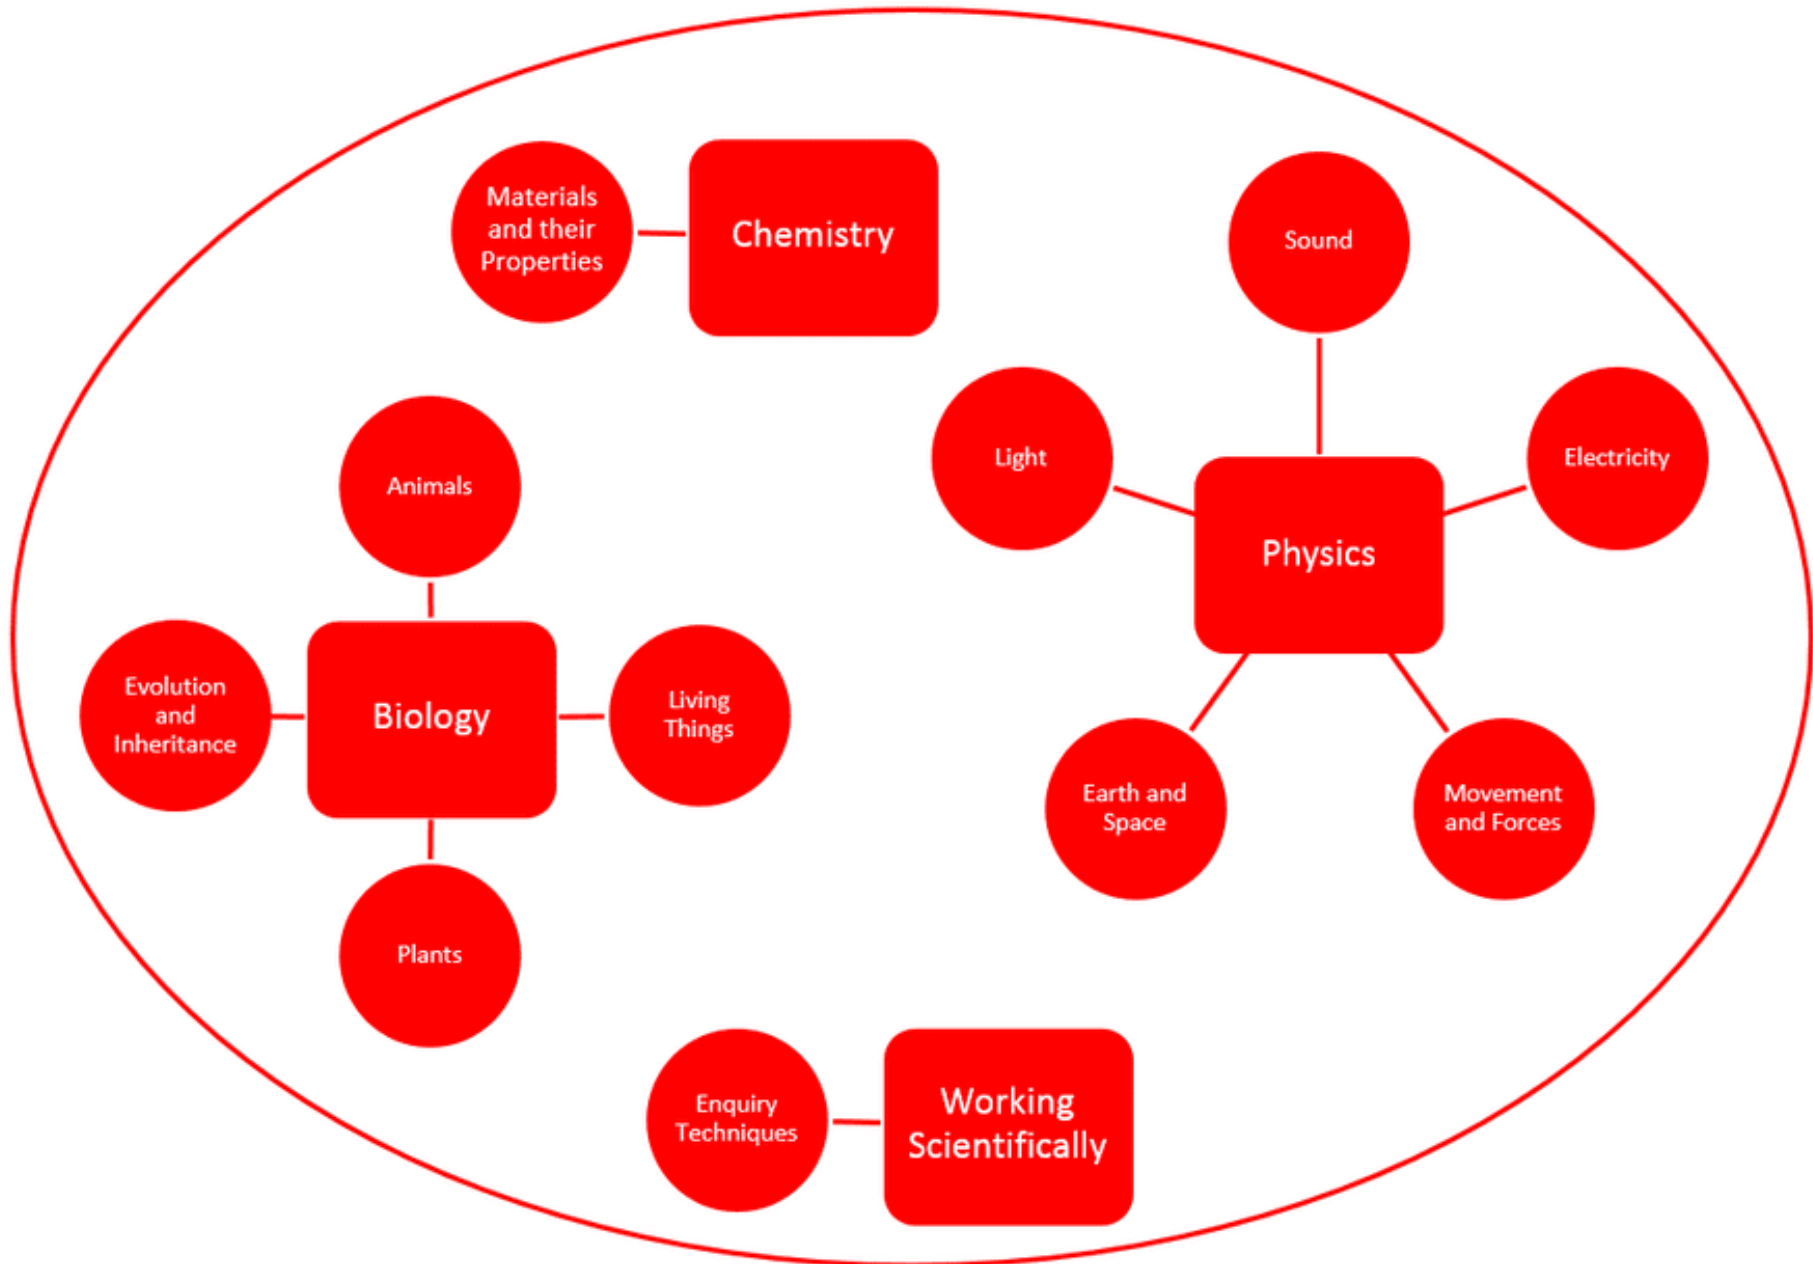 Materials
and their
Properties
Chemistry
Sound
Light
Electricity
Physics
Earth and
Space
Movement
and Forces
Animals
Evolution
and
Inheritance
Biology
Living
Things
Plants
Enquiry
Techniques
Working
Scientifically